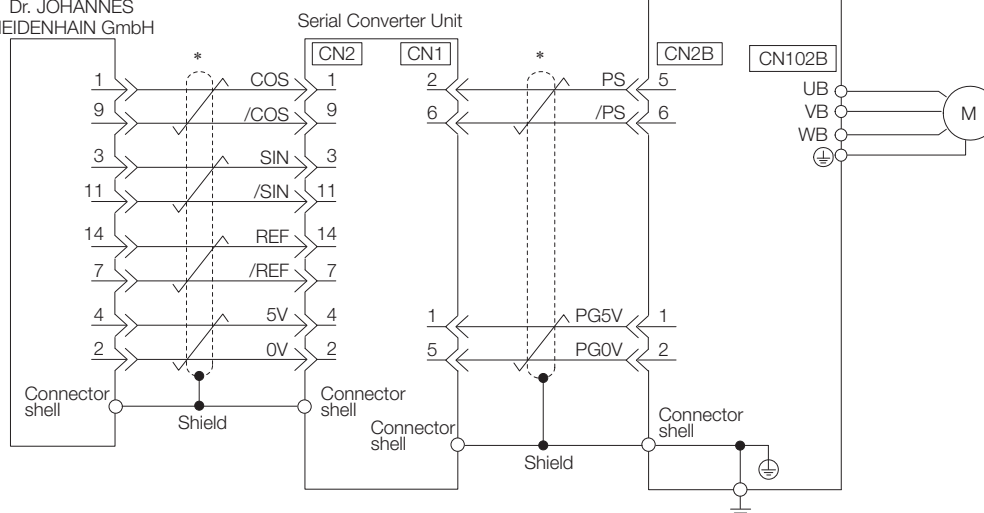 Dr. JOHANNES
HEIDENHAIN GmbH
Serial Converter Unit
CN2
CN1
CN2B
CN102B
*
*
1 COS 1
9 /COS 9
3 SIN 3
11 /SIN 11
14 REF 14
7 /REF 7
4 5V 4
2 0V 2
Connector
shell
Shield
Connector
shell
2 PS 5
6 /PS 6
1 PG5V 1
5 PG0V 2
Connector
shell
Shield
Connector
shell
UB
VB
WB
M